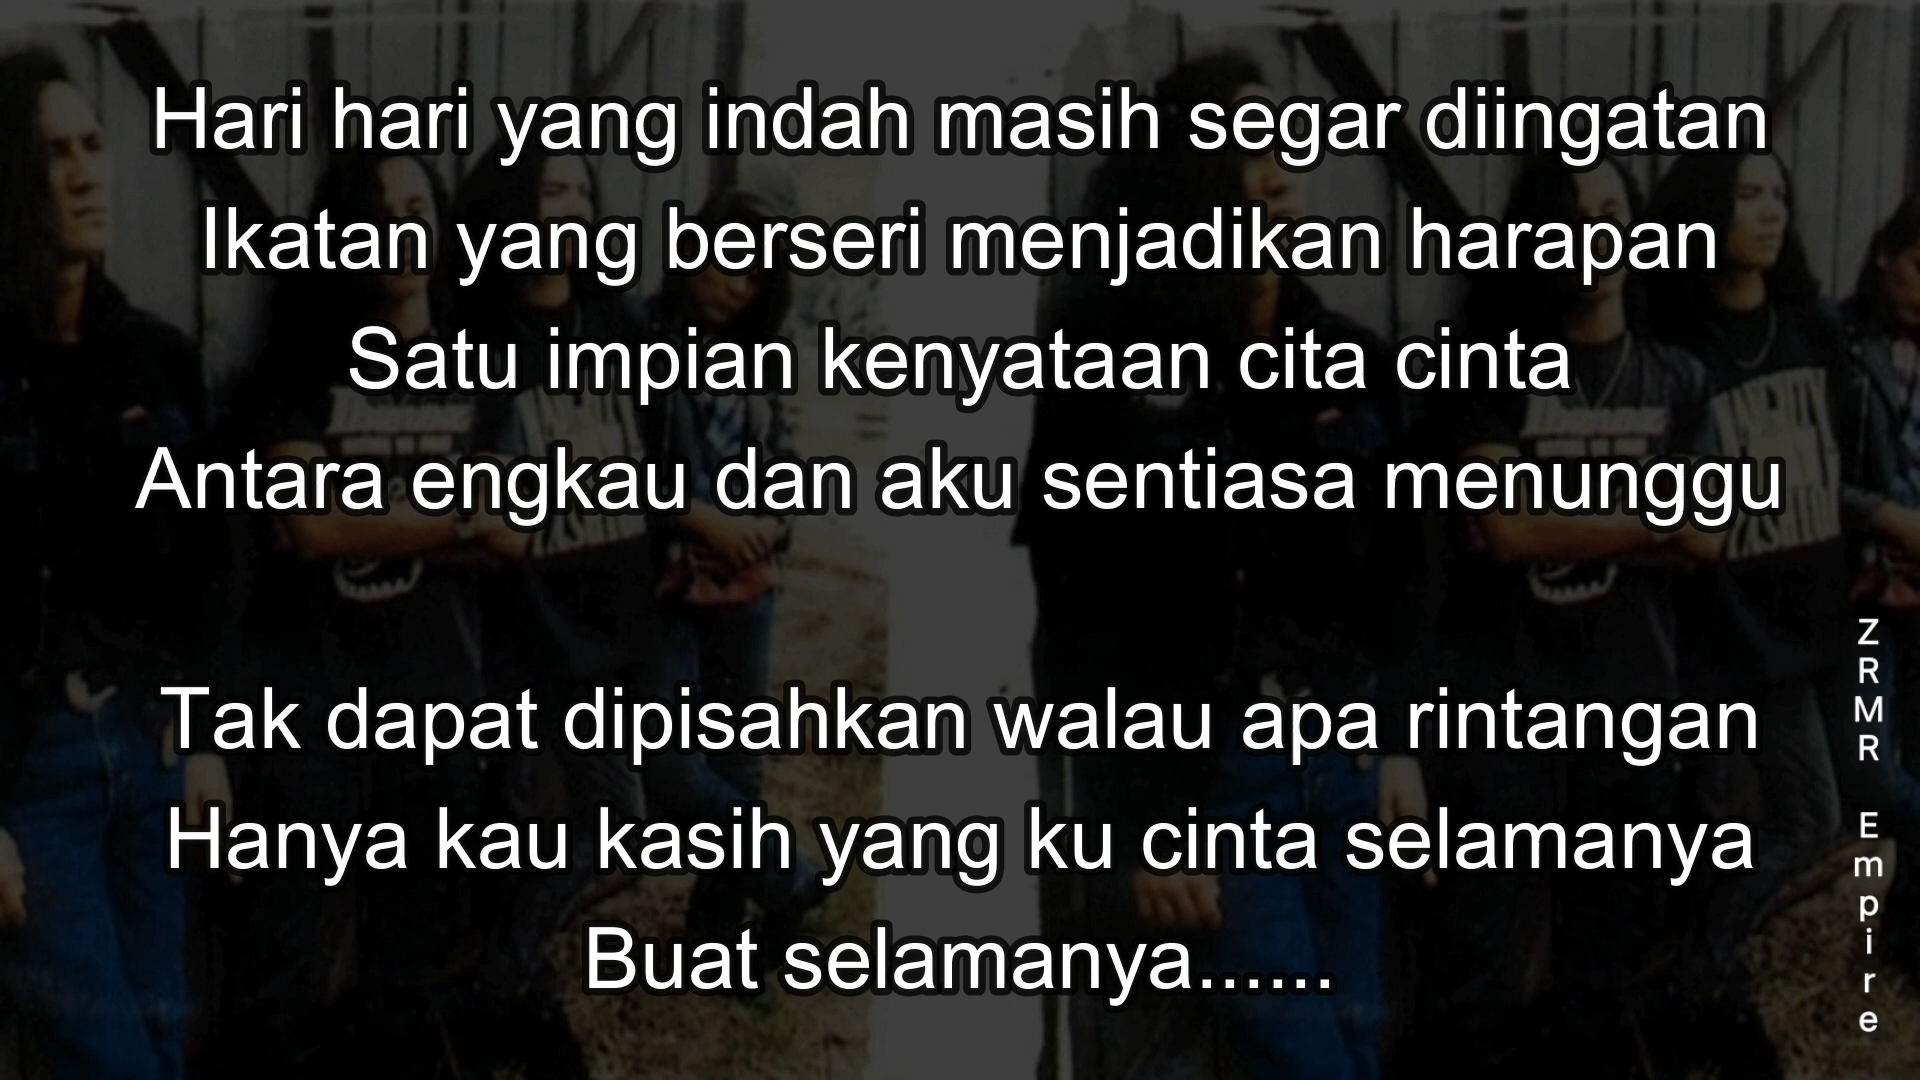 Hari hari yang indah masih segar diingatan
Ikatan yang berseri menjadikan harapan
Satu impian kenyataan cita cinta
Antara engkau dan aku sentiasa menunggu
Tak dapat dipisahkan walau apa rintangan
Hanya kau kasih yang ku cinta selamanya
Buat selamanya......
ZRMR Empire